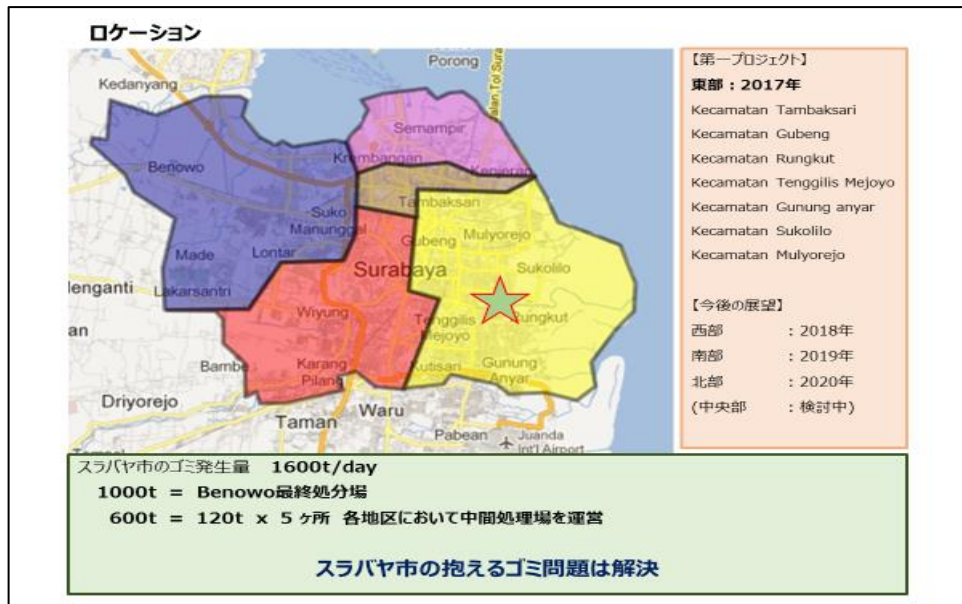 ロケーション
Porong
Kedanyang
Semampir
Krembangan
Kenjeran
Benowo
Tambaksari
Suko
Manunggal
Gubeng
Mulyorejo
Made
Lontar
Surabaya
Sukolilo
Lakarsantri
Wiyung
Tenggilis
Mejoyo
Rungkut
an
Bambe
Karang
Pilang
Kutisari
Gunung
Anyar
Driyorejo
Taman
Waru
Pabean
Juanda
Int'l Airport
【第一プロジェクト】
東部：2017年
Kecamatan Tambaksari
Kecamatan Gubeng
Kecamatan Rungkut
Kecamatan Tenggilis Mejoyo
Kecamatan Gunung anyar
Kecamatan Sukolilo
Kecamatan Mulyorejo
【今後の展望】
西部 ：2018年
南部 ：2019年
北部 ：2020年
(中央部 ：検討中)
スラバヤ市のゴミ発生量 1600t/day
1000t = Benowo最終処分場
600t = 120t x 5ヶ所 各地区において中間処理場を運営
スラバヤ市の抱えるゴミ問題は解決